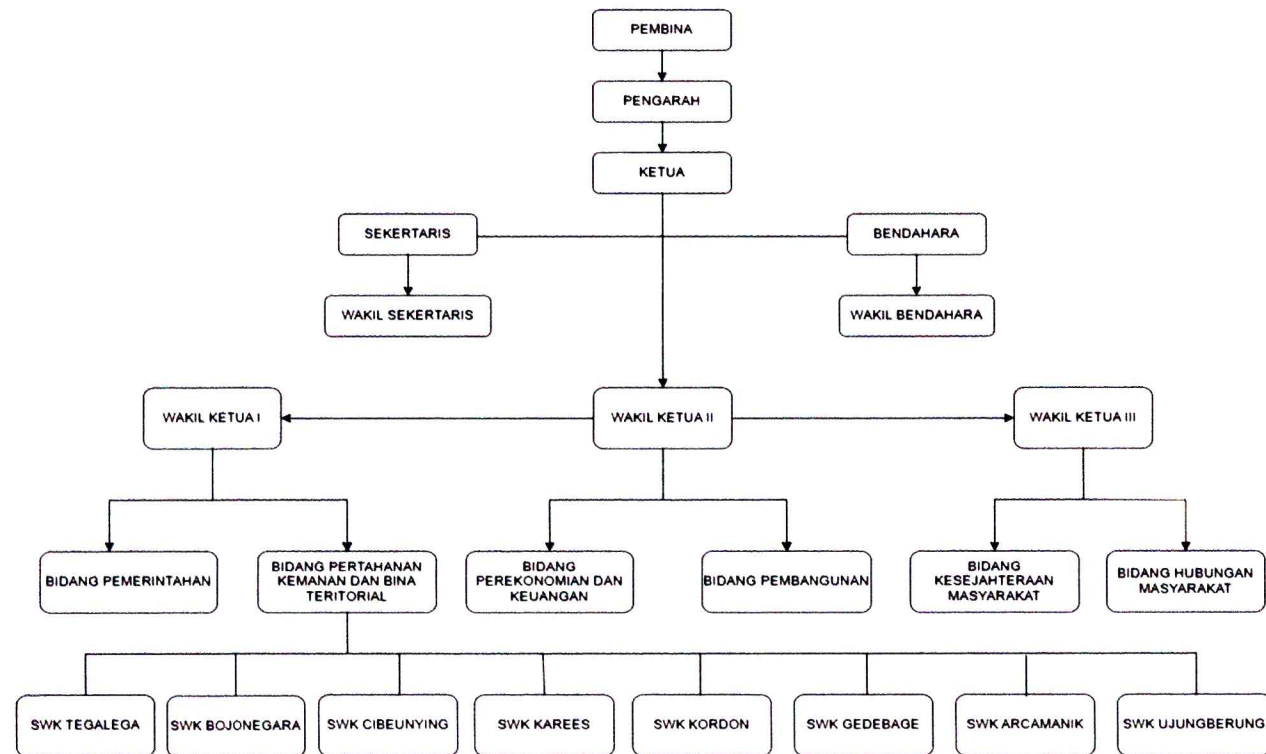 PEMBINA
PENGARAH
KETUA
SEKERTARIS
BENDAHARA
WAKIL SEKERTARIS
WAKIL BENDAHARA
WAKIL KETUA I
WAKIL KETUA II
WAKIL KETUA III
BIDANG PEMERINTAHAN
BIDANG PERTAHANAN
KEMANAN DAN BINA
TERITORIAL
BIDANG
PEREKONOMIAN DAN
KEUANGAN
BIDANG PEMBANGUNAN
BIDANG
KESEJAHTERAAN
MASYARAKAT
BIDANG HUBUNGAN
MASYARAKAT
SWK TEGALEGA
SWK BOJONEGARA
SWK CIBEUNYING
SWK KAREES
SWK KORDON
SWK GEDEBAGE
SWK ARCAMANIK
SWK UJUNGBERUNG